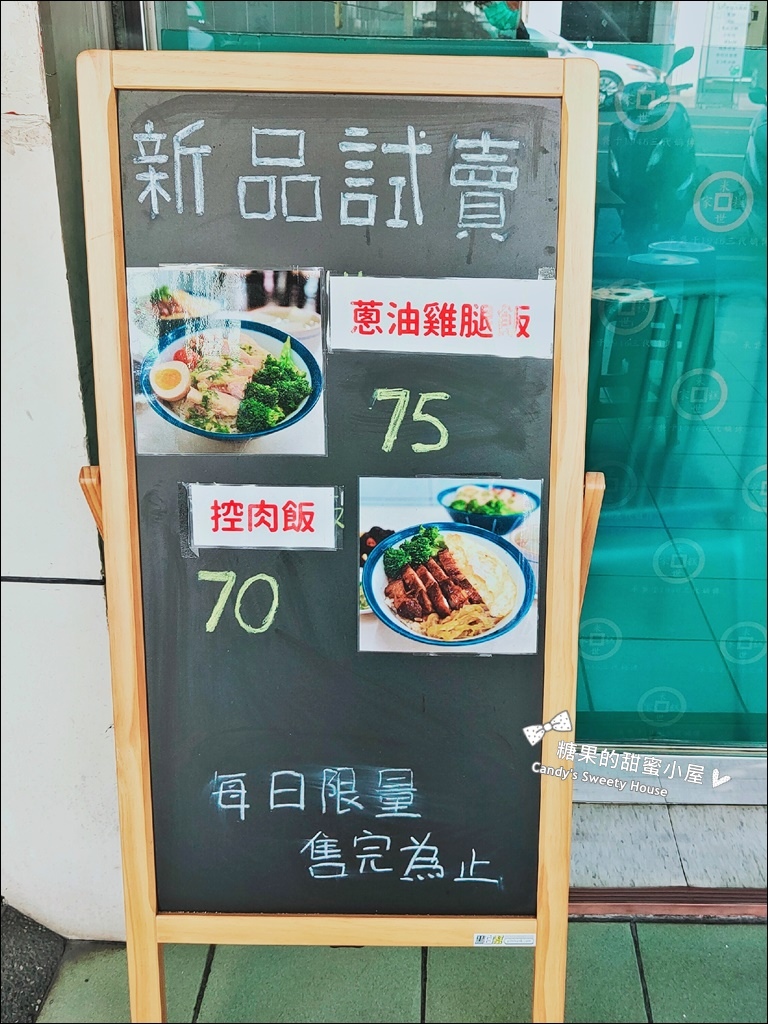 新品試賣
蔥油雞腿飯
75
控肉飯
70
每日限量
售完為止
糖果的甜蜜小屋
Candy's Sweety House